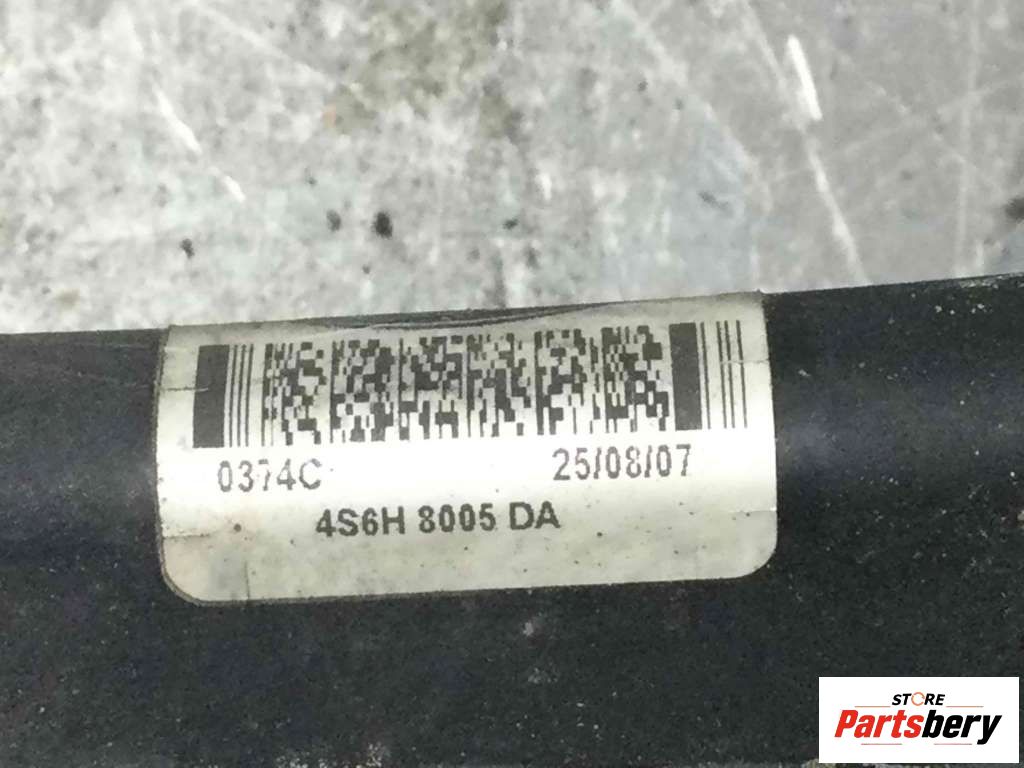 0374C 25/08/07
4S6H 8005 DA
STORE
Partsbery